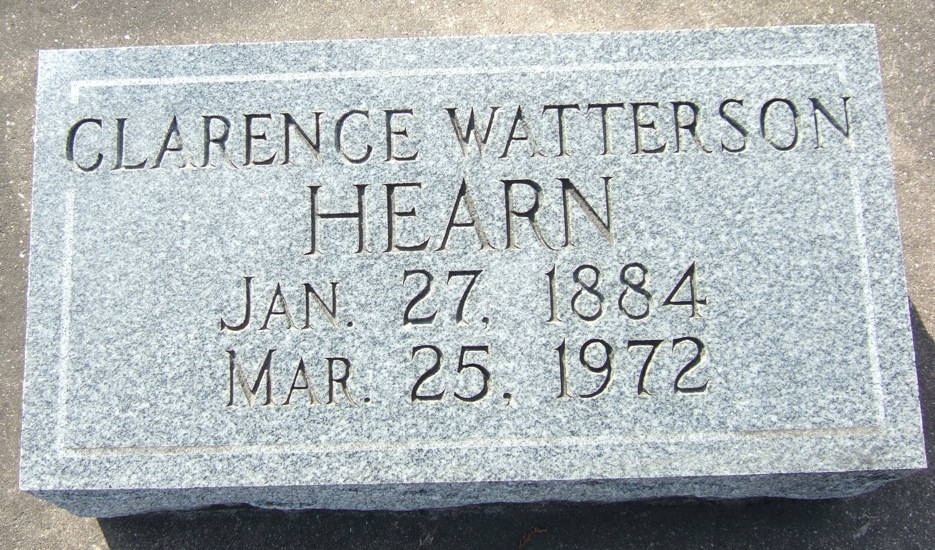 CLARENCE WATTERSON
HEARN
JAN. 27, 1884
MAR. 25, 1972